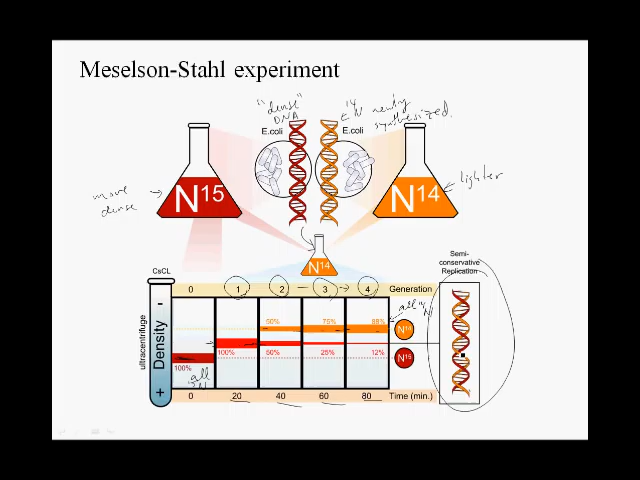 Meselson-Stahl experiment
"dense"
DNA
14
N newly
synthesized.
E.coli
E.coli
more
dense
N15
N14
lighter
N14
Semi-
conservative
Replication
CsCL
0 1 2 3 4 Generation
all 14N
ultracentrifuge
- Density +
50% 75% 88%
N14
100% 50% 25% 12%
N15
100%
all
N
0 20 40 60 80 Time (min.)